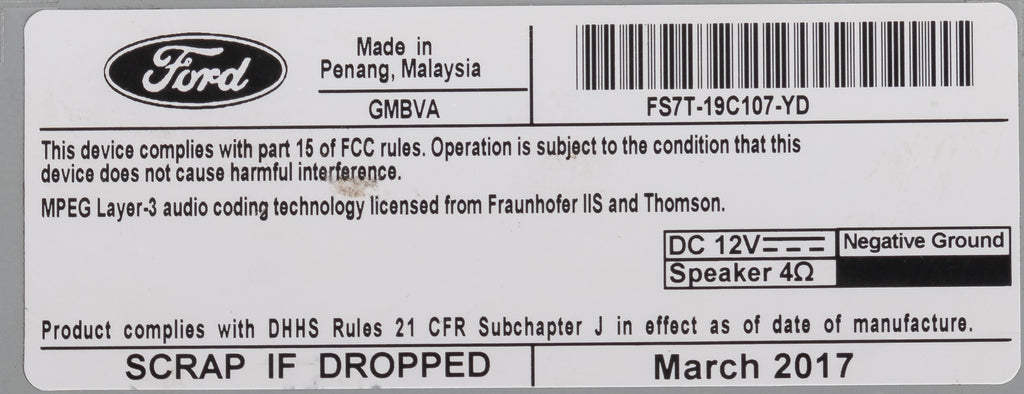 Ford
Made in
Penang, Malaysia
GMBVA
FS7T-19C107-YD
This device complies with part 15 of FCC rules. Operation is subject to the condition that this
device does not cause harmful interference.
MPEG Layer-3 audio coding technology licensed from Fraunhofer IIS and Thomson.
DC 12V Negative Ground
Speaker 4Ω
Product complies with DHHS Rules 21 CFR Subchapter J in effect as of date of manufacture.
SCRAP IF DROPPED
March 2017